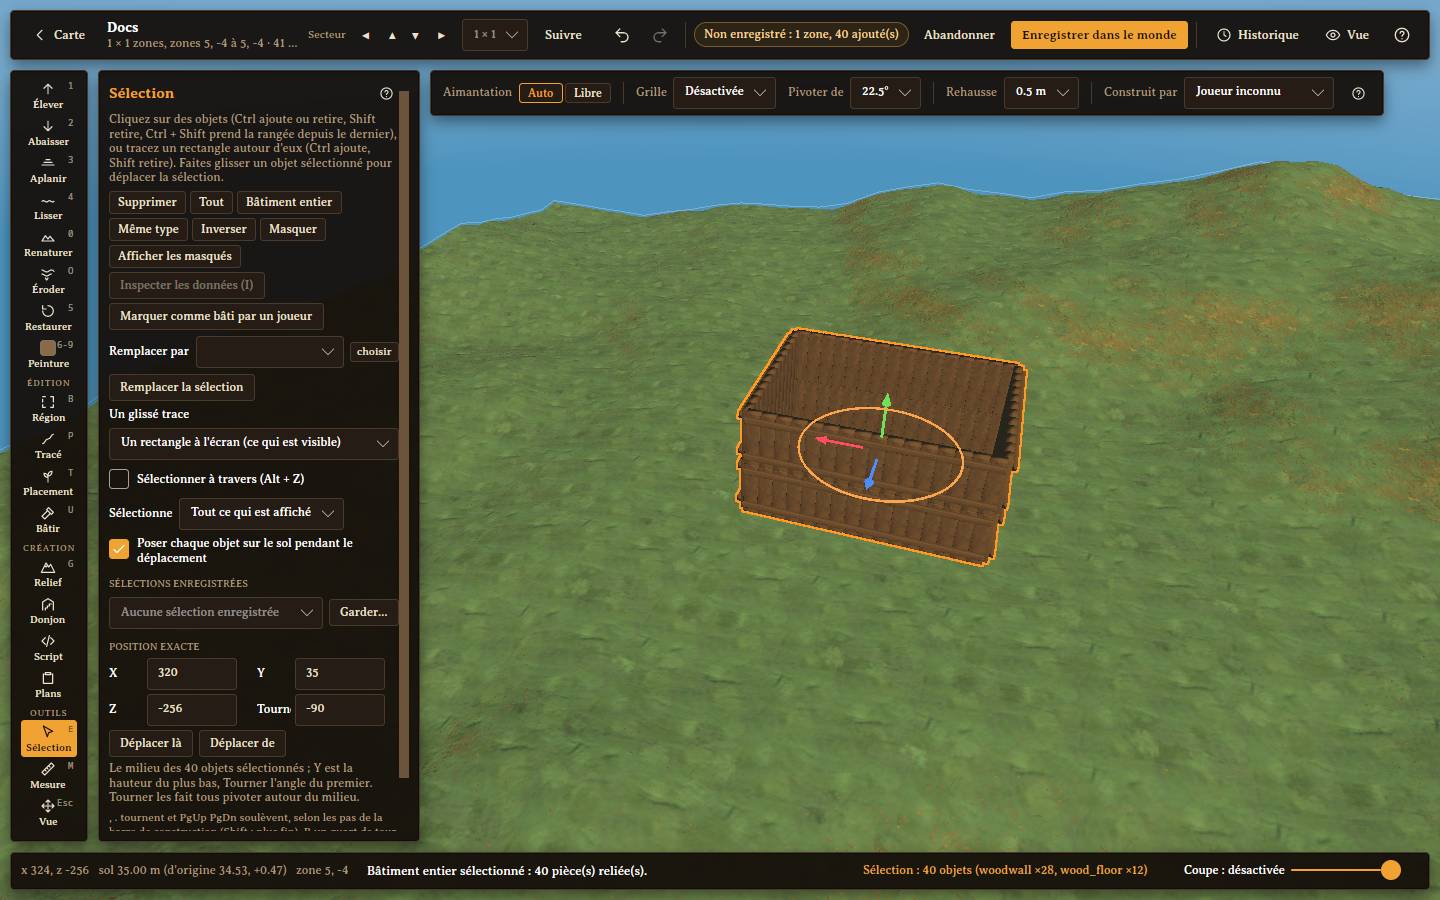 Carte
Docs
1 × 1 zones, zones 5, -4 à 5, -4 · 41 ...
Secteur
1 × 1
Suivre
Non enregistré : 1 zone, 40 ajouté(s)
Abandonner
Enregistrer dans le monde
Historique
Vue
Aimantation
Auto
Libre
Grille
Désactivée
Pivoter de
22.5°
Rehausse
0.5 m
Construit par
Joueur inconnu
1
Élever
2
Abaisser
3
Aplanir
4
Lisser
0
Renaturer
O
Éroder
5
Restaurer
6-9
Peinture
ÉDITION
B
Région
P
Tracé
T
Placement
U
Bâtir
CRÉATION
G
Relief
Donjon
Script
Plans
OUTILS
E
Sélection
M
Mesure
Esc
Vue
Sélection
Cliquez sur des objets (Ctrl ajoute ou retire, Shift
retire, Ctrl + Shift prend la rangée depuis le dernier),
ou tracez un rectangle autour d'eux (Ctrl ajoute,
Shift retire). Faites glisser un objet sélectionné pour
déplacer la sélection.
Supprimer
Tout
Bâtiment entier
Même type
Inverser
Masquer
Afficher les masqués
Inspecter les données (I)
Marquer comme bâti par un joueur
Remplacer par
choisir
Remplacer la sélection
Un glissé trace
Un rectangle à l'écran (ce qui est visible)
Sélectionner à travers (Alt + Z)
Sélectionne
Tout ce qui est affiché
Poser chaque objet sur le sol pendant le
déplacement
SÉLECTIONS ENREGISTRÉES
Aucune sélection enregistrée
Garder...
POSITION EXACTE
X
320
Y
35
Z
-256
-90
Déplacer là
Déplacer de
Le milieu des 40 objets sélectionnés ; Y est la
hauteur du plus bas, Tourner l'angle du premier.
Tourner les fait tous pivoter autour du milieu.
, . tournent et PgUp PgDn soulèvent, selon les pas de la
x 324, z -256
sol 35.00 m (d'origine 34.53, +0.47)
zone 5, -4
Bâtiment entier sélectionné : 40 pièce(s) reliée(s).
Sélection : 40 objets (woodwall ×28, wood_floor ×12)
Coupe : désactivée